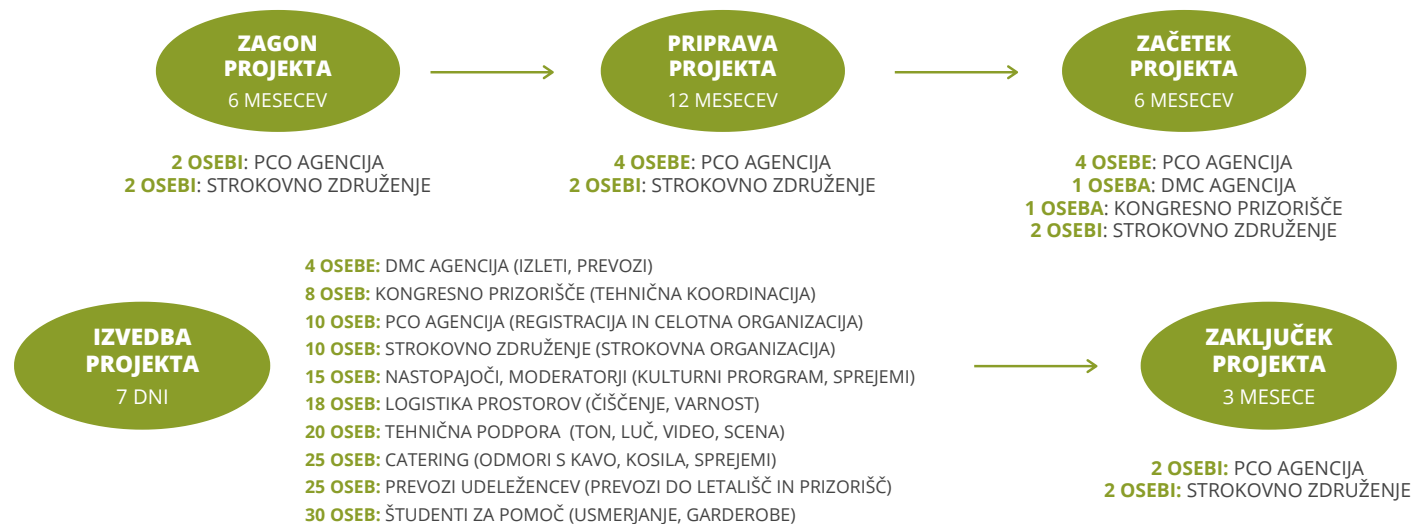 ZAGON
PROJEKTA
6 MESECEV
2 OSEBI: PCO AGENCIJA
2 OSEBI: STROKOVNO ZDRUŽENJE
PRIPRAVA
PROJEKTA
12 MESECEV
4 OSEBE: PCO AGENCIJA
2 OSEBI: STROKOVNO ZDRUŽENJE
ZAČETEK
PROJEKTA
6 MESECEV
4 OSEBE: PCO AGENCIJA
1 OSEBA: DMC AGENCIJA
1 OSEBA: KONGRESNO PRIZORIŠČE
2 OSEBI: STROKOVNO ZDRUŽENJE
IZVEDBA
PROJEKTA
7 DNI
4 OSEBE: DMC AGENCIJA (IZLETI, PREVOZI)
8 OSEB: KONGRESNO PRIZORIŠČE (TEHNIČNA KOORDINACIJA)
10 OSEB: PCO AGENCIJA (REGISTRACIJA IN CELOTNA ORGANIZACIJA)
10 OSEB: STROKOVNO ZDRUŽENJE (STROKOVNA ORGANIZACIJA)
15 OSEB: NASTOPAJOČI, MODERATORJI (KULTURNI PRORGRAM, SPREJEMI)
18 OSEB: LOGISTIKA PROSTOROV (ČIŠČENJE, VARNOST)
20 OSEB: TEHNIČNA PODPORA (TON, LUČ, VIDEO, SCENA)
25 OSEB: CATERING (ODMORI S KAVO, KOSILA, SPREJEMI)
25 OSEB: PREVOZI UDELEŽENCEV (PREVOZI DO LETALIŠČ IN PRIZORIŠČ)
30 OSEB: ŠTUDENTI ZA POMOČ (USMERJANJE, GARDEROBE)
ZAKLJUČEK
PROJEKTA
3 MESECE
2 OSEBI: PCO AGENCIJA
2 OSEBI: STROKOVNO ZDRUŽENJE